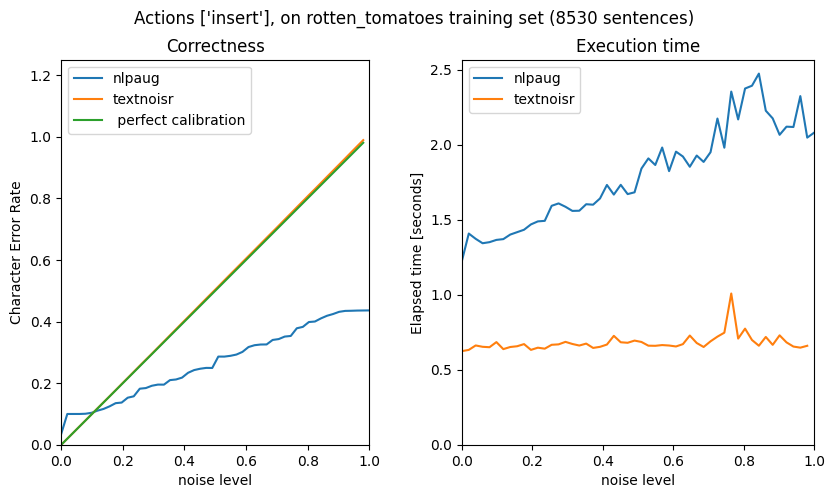 Actions ['insert'], on rotten_tomatoes training set (8530 sentences)
Correctness
1.2
1.0
0.8
0.6
0.4
0.2
0.0
Character Error Rate
nlpaug
textnoisr
perfect calibration
0.0 0.2 0.4 0.6 0.8 1.0
noise level
Execution time
2.5
2.0
1.5
1.0
0.5
0.0
Elapsed time [seconds]
nlpaug
textnoisr
0.0 0.2 0.4 0.6 0.8 1.0
noise level